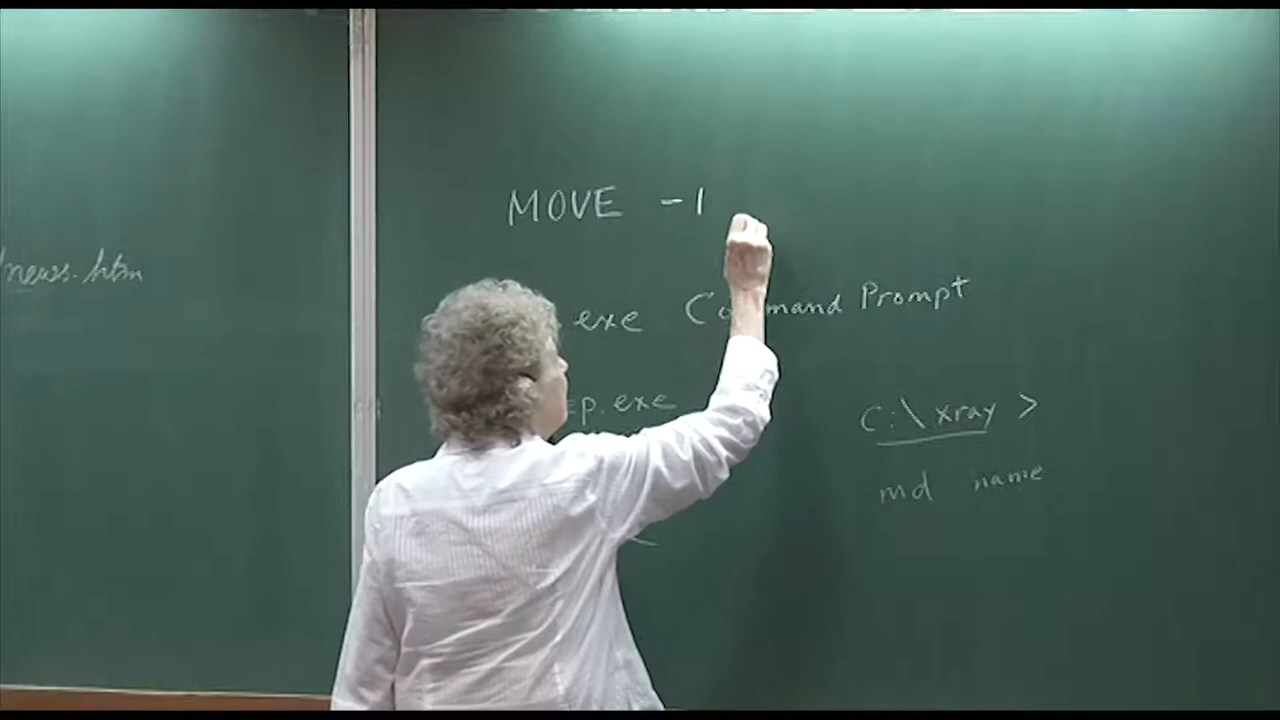 news.htm
MOVE -1
.exe Command Prompt
p.exe
C:\xray >
md name